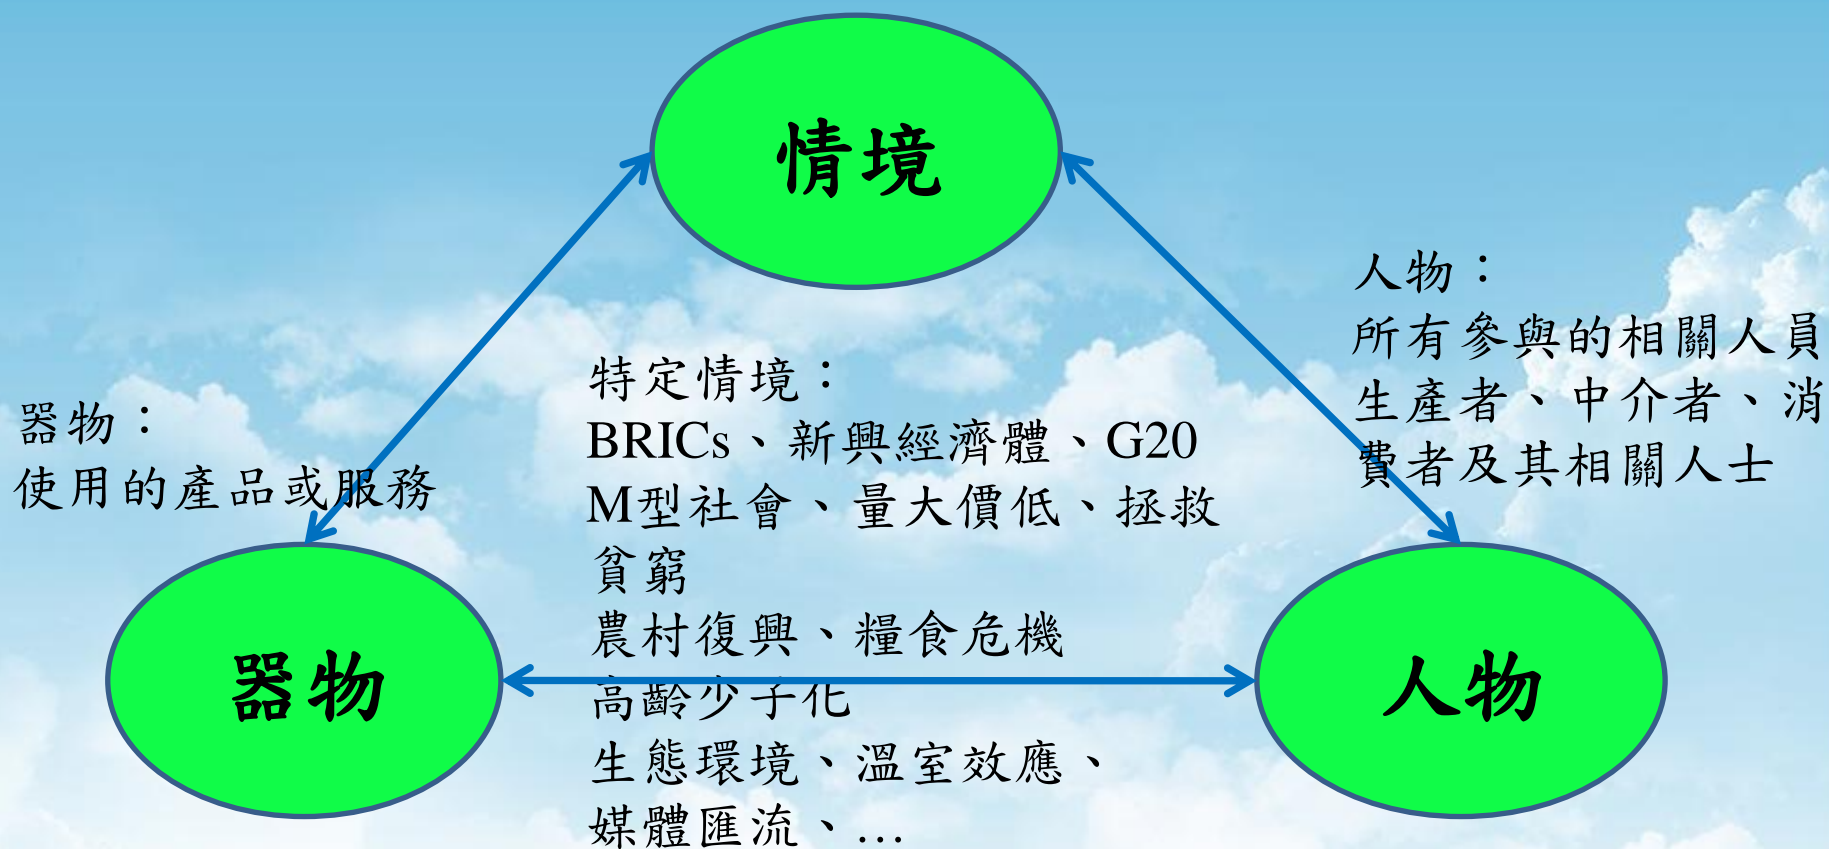 情境
人物：
所有參與的相關人員
生產者、中介者、消
費者及其相關人士
特定情境：
BRICs、新興經濟體、G20
M型社會、量大價低、拯救
貧窮
農村復興、糧食危機
高齡少子化
生態環境、溫室效應、
媒體匯流、…
器物：
使用的產品或服務
器物
人物